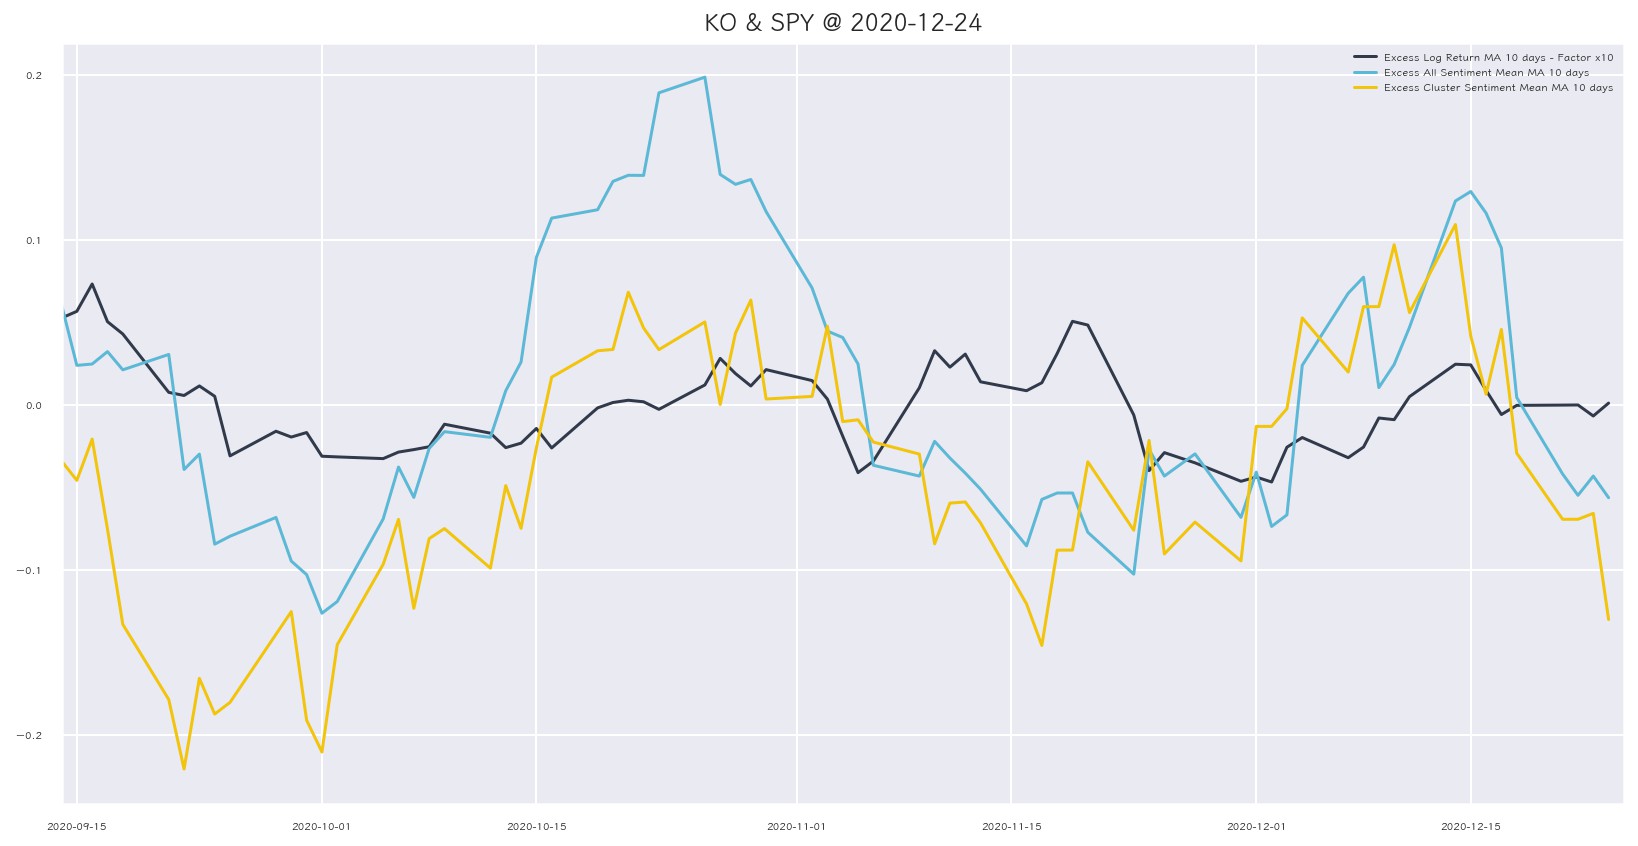 KO & SPY @ 2020-12-24
Excess Log Return MA 10 days - Factor x10
Excess All Sentiment Mean MA 10 days
Excess Cluster Sentiment Mean MA 10 days
0.2
0.1
0.0
−0.1
−0.2
2020-09-15 2020-10-01 2020-10-15 2020-11-01 2020-11-15 2020-12-01 2020-12-15